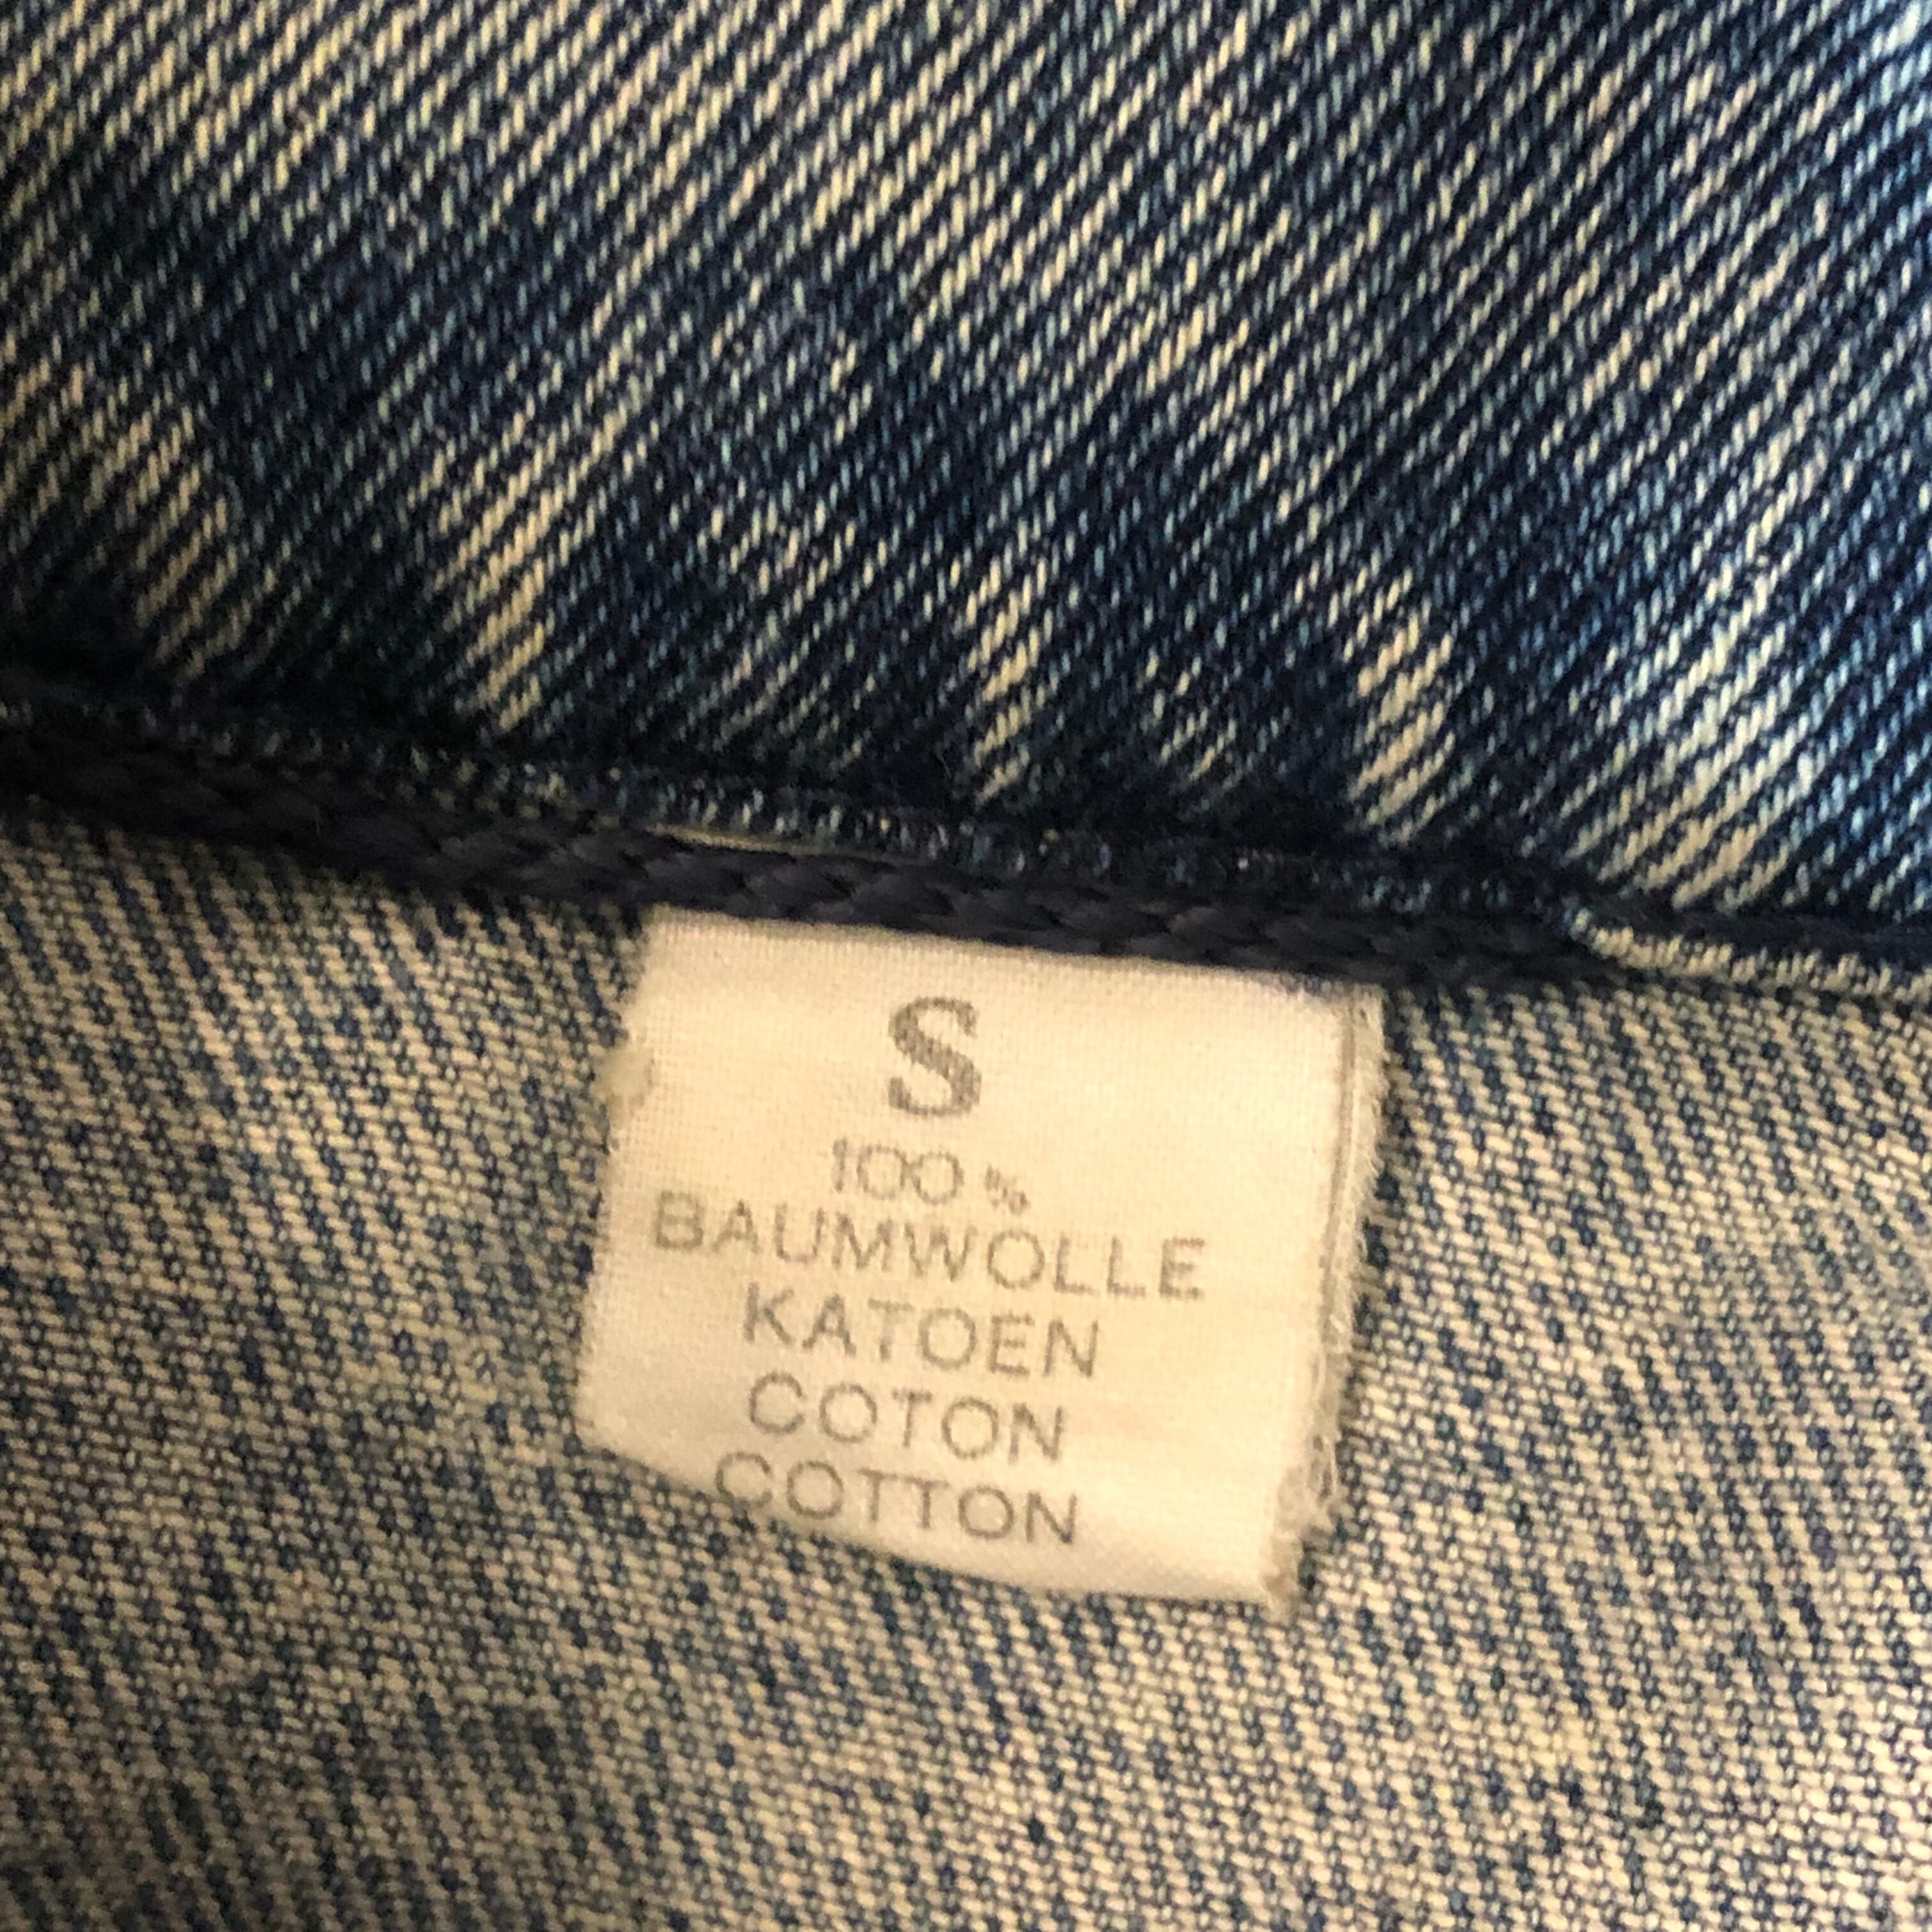 S
100 %
BAUMWOLLE
KATOEN
COTON
COTTON